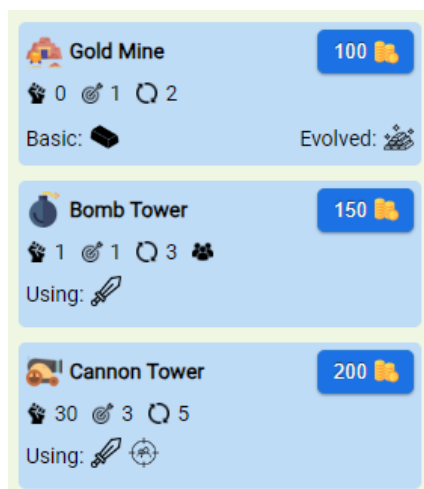 Gold Mine 100
0 1 2
Basic: Evolved:
Bomb Tower 150
1 1 3
Using:
Cannon Tower 200
30 3 5
Using: